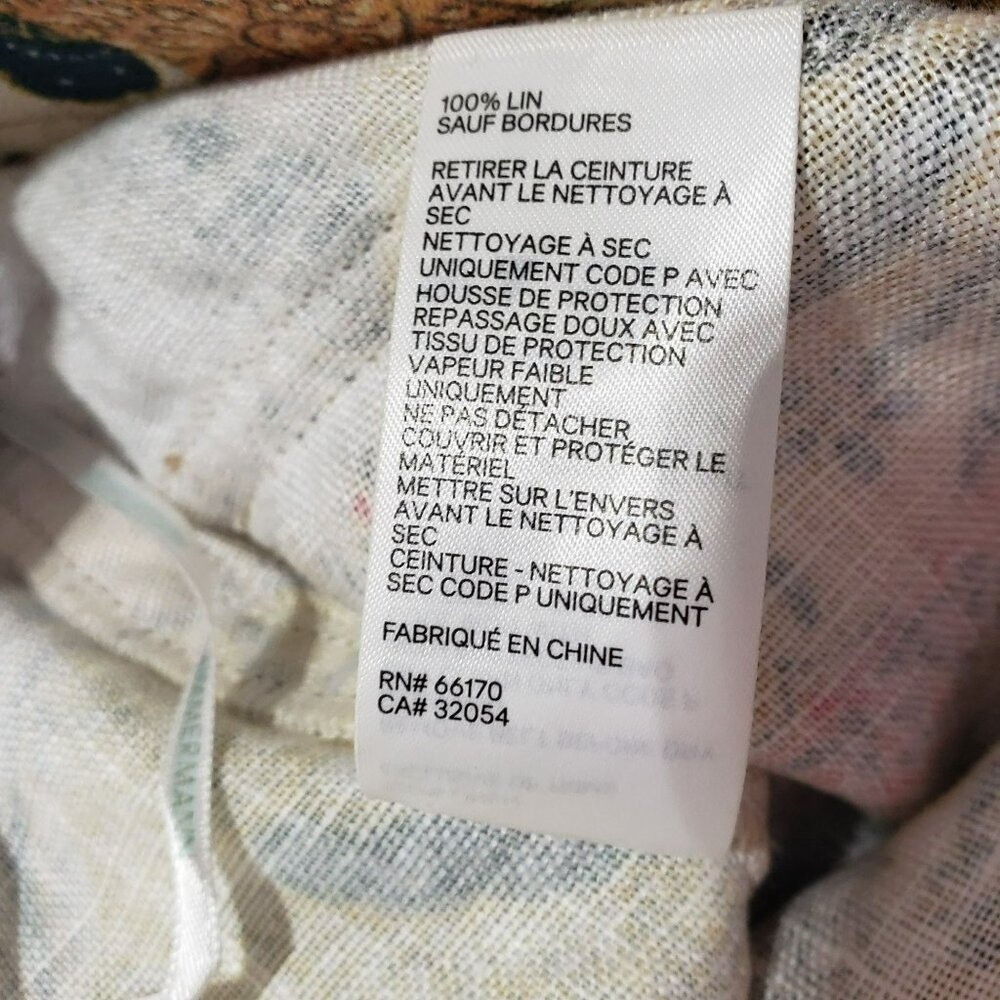 100% LIN
SAUF BORDURES
RETIRER LA CEINTURE
AVANT LE NETTOYAGE À
SEC
NETTOYAGE À SEC
UNIQUEMENT CODE P AVEC
HOUSSE DE PROTECTION
REPASSAGE DOUX AVEC
TISSU DE PROTECTION
VAPEUR FAIBLE
UNIQUEMENT
NE PAS DÉTACHER
COUVRIR ET PROTÉGER LE
MATÉRIEL
METTRE SUR L'ENVERS
AVANT LE NETTOYAGE À
SEC
CEINTURE - NETTOYAGE À
SEC CODE P UNIQUEMENT
FABRIQUÉ EN CHINE
RN# 66170
CA# 32054